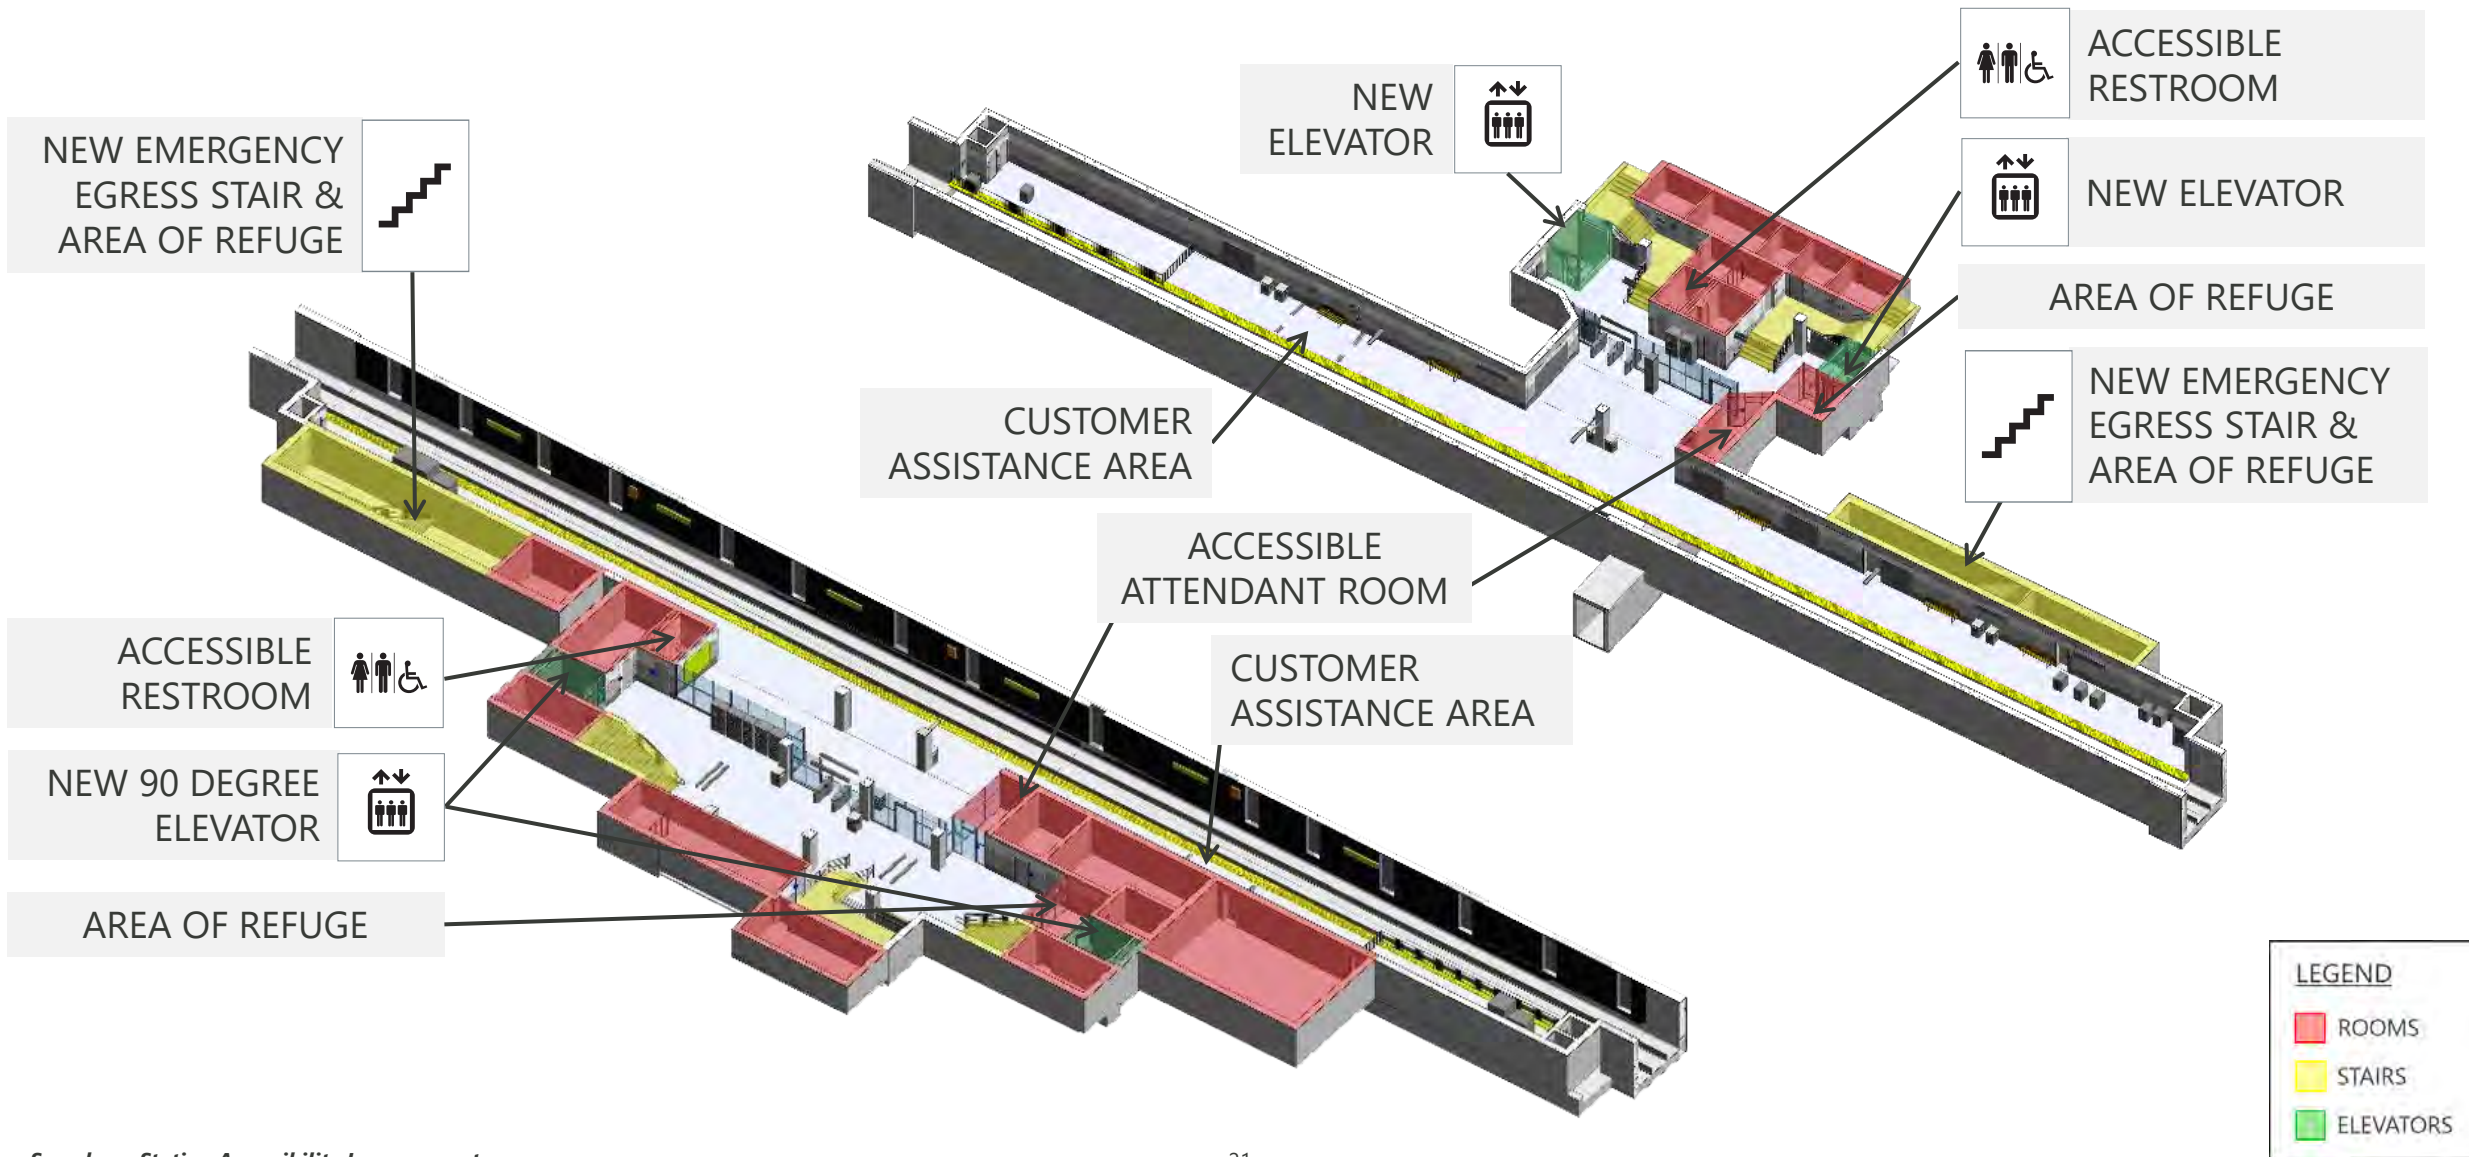 NEW EMERGENCY
EGRESS STAIR &
AREA OF REFUGE
NEW
ELEVATOR
ACCESSIBLE
RESTROOM
NEW ELEVATOR
AREA OF REFUGE
NEW EMERGENCY
EGRESS STAIR &
AREA OF REFUGE
CUSTOMER
ASSISTANCE AREA
ACCESSIBLE
ATTENDANT ROOM
CUSTOMER
ASSISTANCE AREA
ACCESSIBLE
RESTROOM
NEW 90 DEGREE
ELEVATOR
AREA OF REFUGE
LEGEND
ROOMS
STAIRS
ELEVATORS